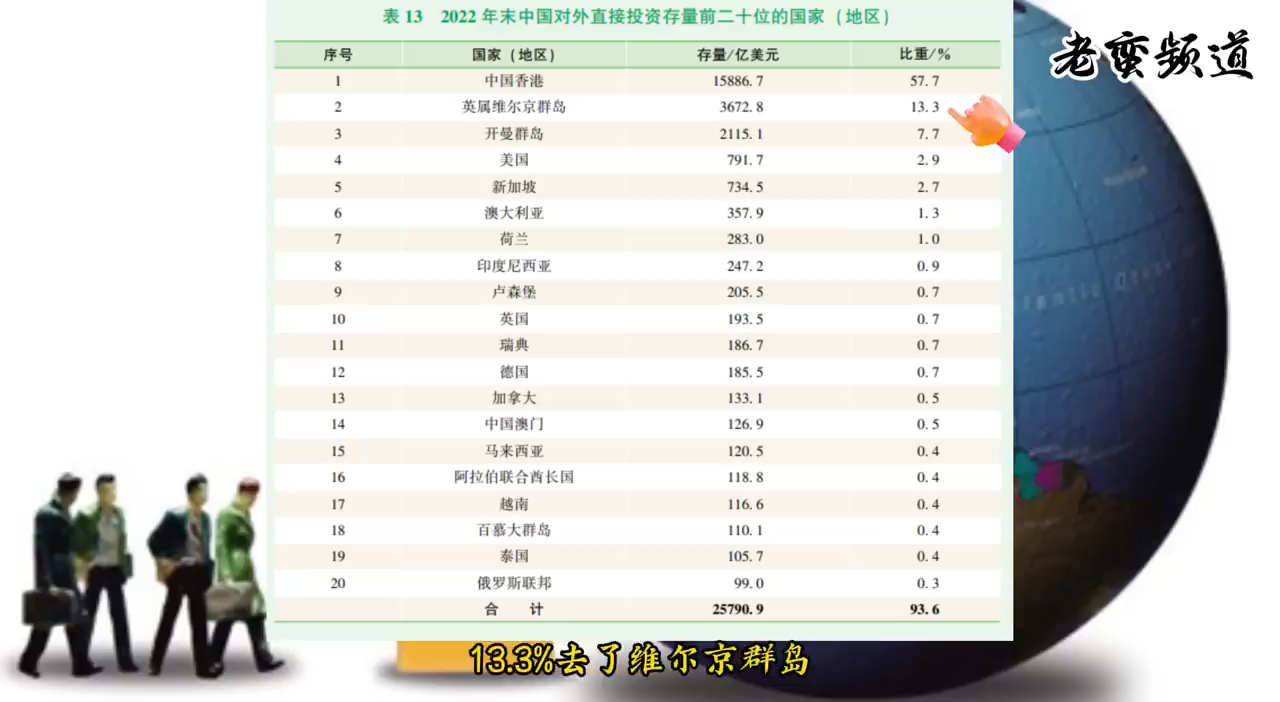 表 13 2022 年末中国对外直接投资存量前二十位的国家（地区）
老蛮频道
序号 国家（地区） 存量/亿美元 比重/%
1 中国香港 15886.7 57.7
2 英属维尔京群岛 3672.8 13.3
3 开曼群岛 2115.1 7.7
4 美国 791.7 2.9
5 新加坡 734.5 2.7
6 澳大利亚 357.9 1.3
7 荷兰 283.0 1.0
8 印度尼西亚 247.2 0.9
9 卢森堡 205.5 0.7
10 英国 193.5 0.7
11 瑞典 186.7 0.7
12 德国 185.5 0.7
13 加拿大 133.1 0.5
14 中国澳门 126.9 0.5
15 马来西亚 120.5 0.4
16 阿拉伯联合酋长国 118.8 0.4
17 越南 116.6 0.4
18 百慕大群岛 110.1 0.4
19 泰国 105.7 0.4
20 俄罗斯联邦 99.0 0.3
合 计 25790.9 93.6
13.3%去了维尔京群岛